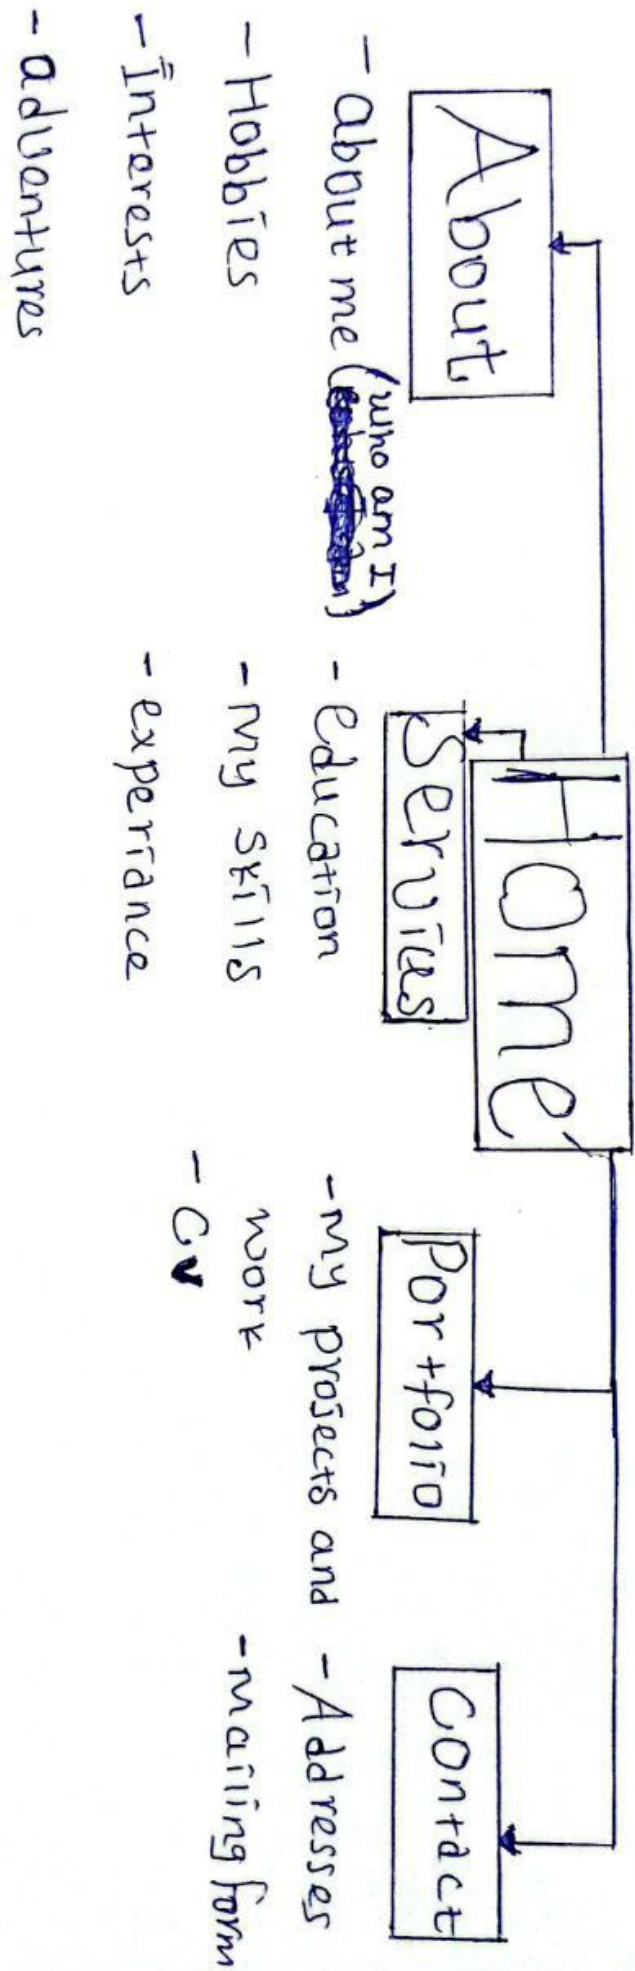 Home
About
Services
Portfolio
Contact
- about me (who am I)
- Hobbies
- Interests
- adventures
- education
- My skills
- experiance
- My projects and
work
- CV
- Addresses
- mailing form